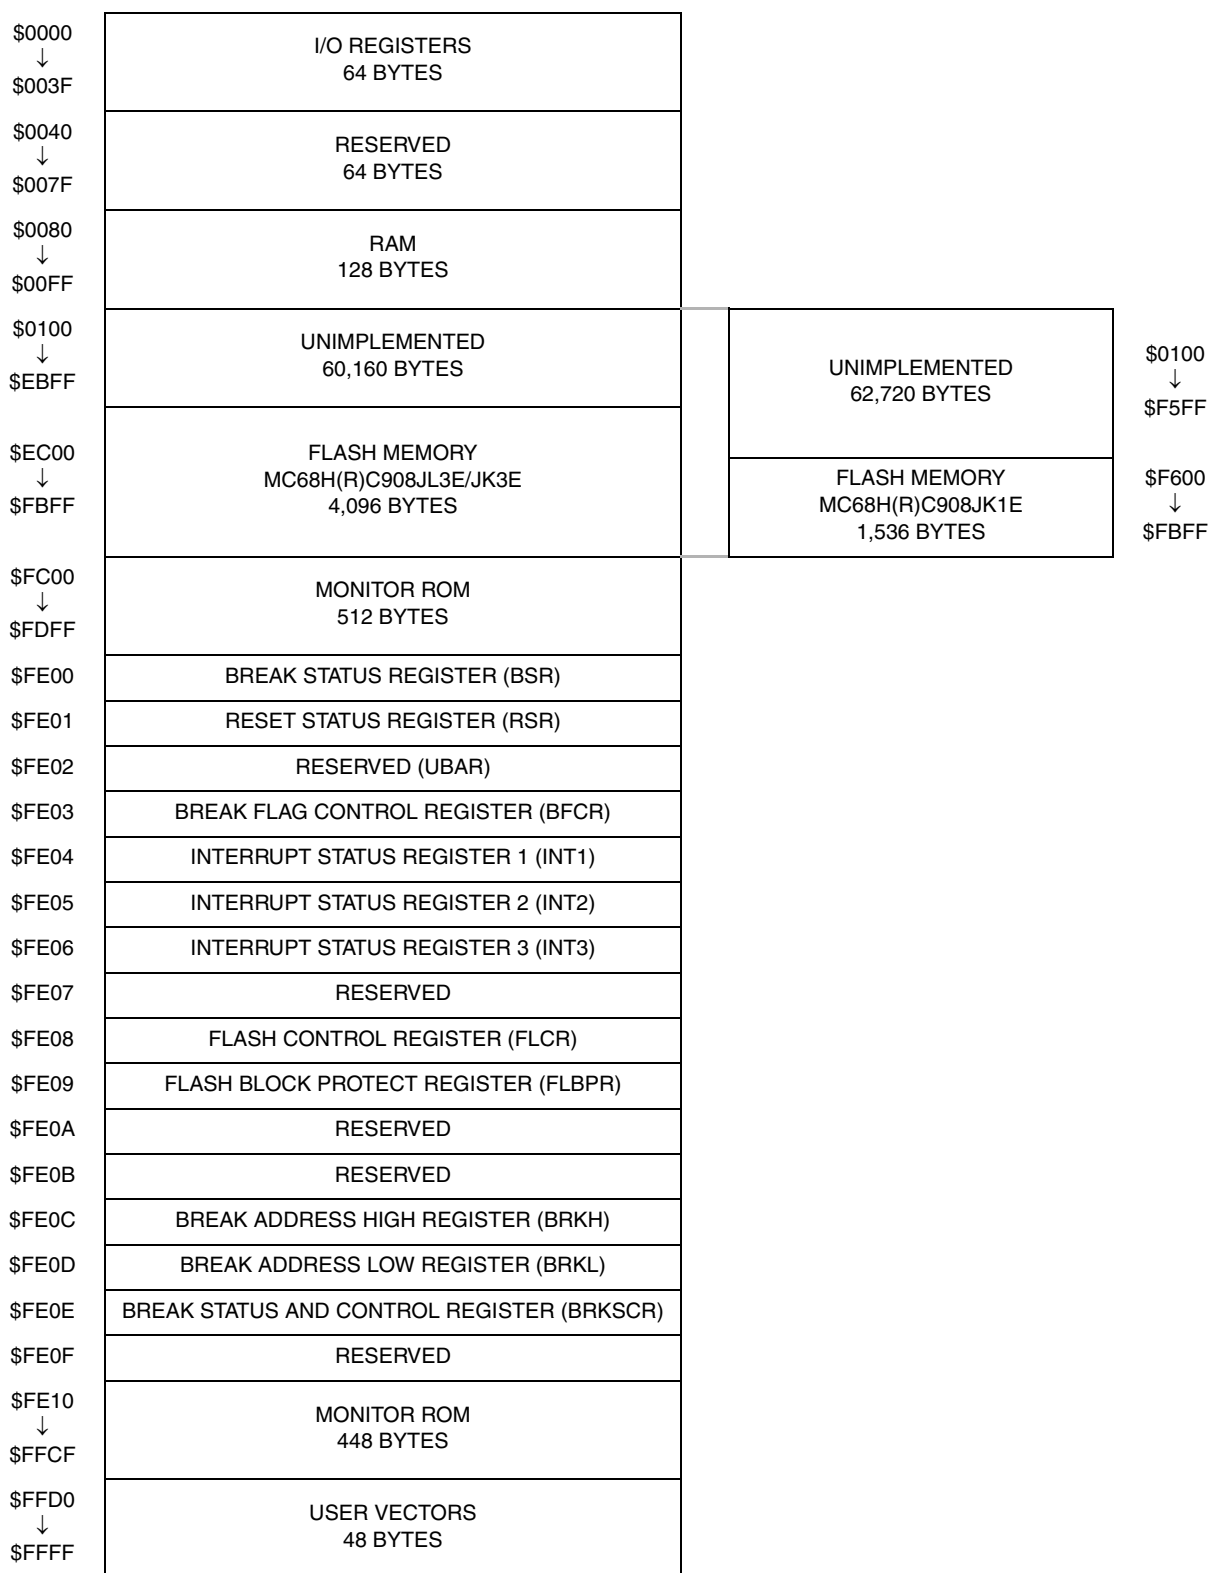 $0000
↓
$003F
I/O REGISTERS
64 BYTES
$0040
↓
$007F
RESERVED
64 BYTES
$0080
↓
$00FF
RAM
128 BYTES
$0100
↓
$EBFF
UNIMPLEMENTED
60,160 BYTES
UNIMPLEMENTED
62,720 BYTES
$0100
↓
$F5FF
$EC00
↓
$FBFF
FLASH MEMORY
MC68H(R)C908JL3E/JK3E
4,096 BYTES
FLASH MEMORY
MC68H(R)C908JK1E
1,536 BYTES
$F600
↓
$FBFF
$FC00
↓
$FDFF
MONITOR ROM
512 BYTES
$FE00 BREAK STATUS REGISTER (BSR)
$FE01 RESET STATUS REGISTER (RSR)
$FE02 RESERVED (UBAR)
$FE03 BREAK FLAG CONTROL REGISTER (BFCR)
$FE04 INTERRUPT STATUS REGISTER 1 (INT1)
$FE05 INTERRUPT STATUS REGISTER 2 (INT2)
$FE06 INTERRUPT STATUS REGISTER 3 (INT3)
$FE07 RESERVED
$FE08 FLASH CONTROL REGISTER (FLCR)
$FE09 FLASH BLOCK PROTECT REGISTER (FLBPR)
$FE0A RESERVED
$FE0B RESERVED
$FE0C BREAK ADDRESS HIGH REGISTER (BRKH)
$FE0D BREAK ADDRESS LOW REGISTER (BRKL)
$FE0E BREAK STATUS AND CONTROL REGISTER (BRKSCR)
$FE0F RESERVED
$FE10
↓
$FFCF
MONITOR ROM
448 BYTES
$FFD0
↓
$FFFF
USER VECTORS
48 BYTES